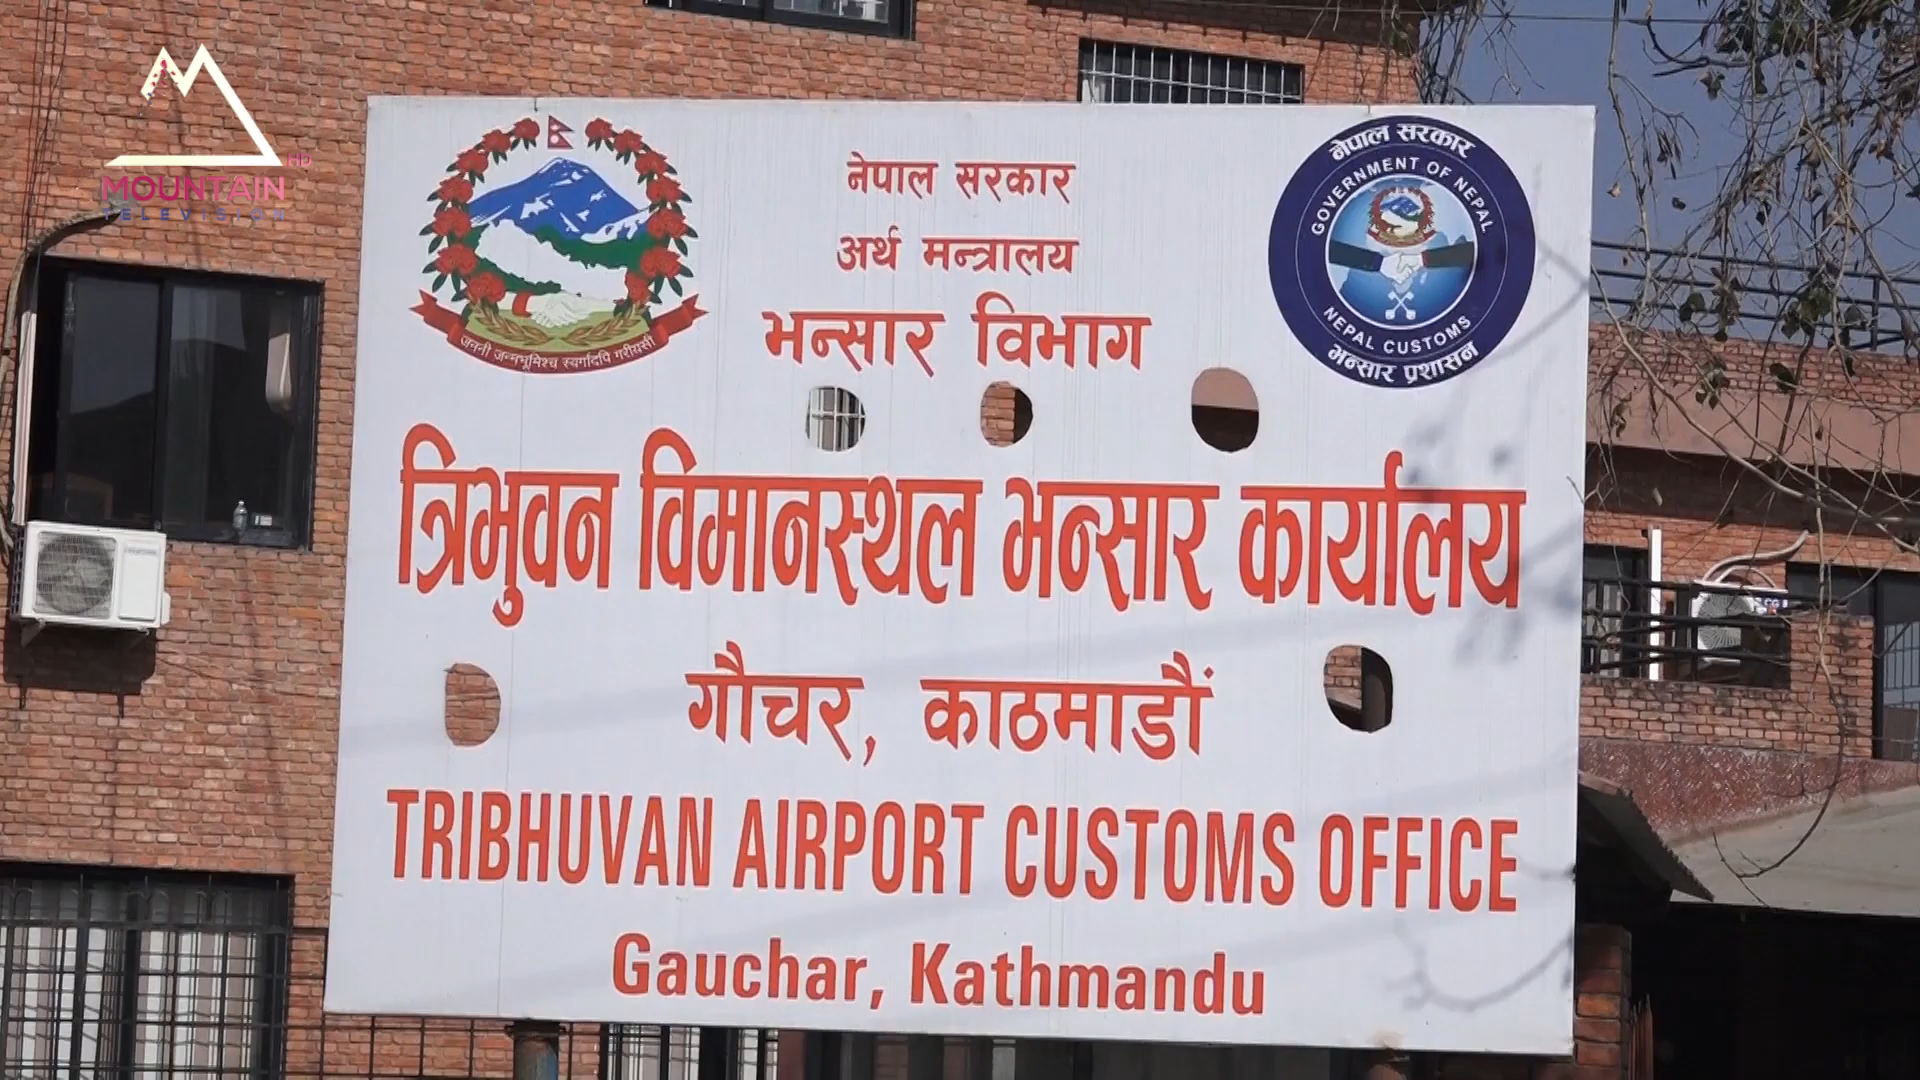 MOUNTAIN
TELEVISION
जननी जन्मभूमिश्च स्वर्गादपि गरीयसी
नेपाल सरकार
अर्थ मन्त्रालय
भन्सार विभाग
नेपाल सरकार
GOVERNMENT OF NEPAL
NEPAL CUSTOMS
भन्सार प्रशासन
त्रिभुवन विमानस्थल भन्सार कार्यालय
गौचर, काठमाडौं
TRIBHUVAN AIRPORT CUSTOMS OFFICE
Gauchar, Kathmandu
CG